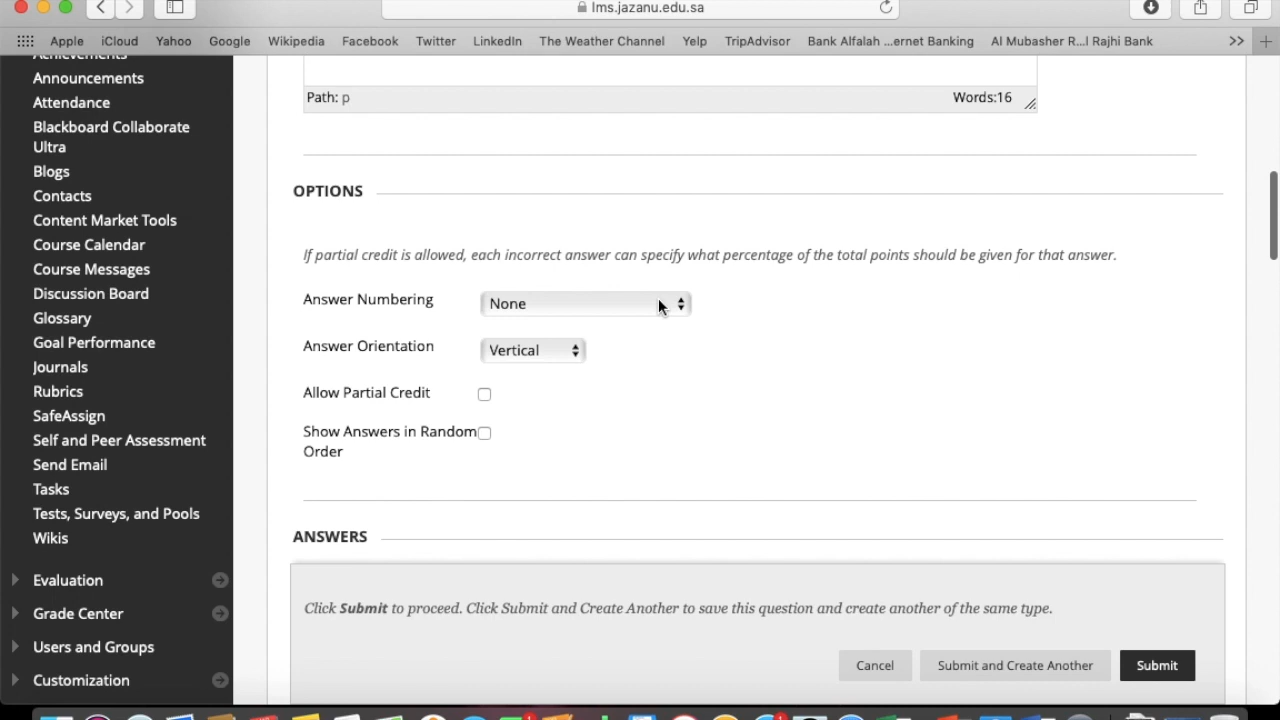 lms.jazanu.edu.sa
Apple iCloud Yahoo Google Wikipedia Facebook Twitter LinkedIn The Weather Channel Yelp TripAdvisor Bank Alfalah ...ernet Banking Al Mubasher R...l Rajhi Bank >>
Achievements
Announcements
Attendance
Blackboard Collaborate
Ultra
Blogs
Contacts
Content Market Tools
Course Calendar
Course Messages
Discussion Board
Glossary
Goal Performance
Journals
Rubrics
SafeAssign
Self and Peer Assessment
Send Email
Tasks
Tests, Surveys, and Pools
Wikis
Evaluation
Grade Center
Users and Groups
Customization
Path: p Words:16
OPTIONS
If partial credit is allowed, each incorrect answer can specify what percentage of the total points should be given for that answer.
Answer Numbering None
Answer Orientation Vertical
Allow Partial Credit
Show Answers in Random
Order
ANSWERS
Click Submit to proceed. Click Submit and Create Another to save this question and create another of the same type.
Cancel Submit and Create Another Submit